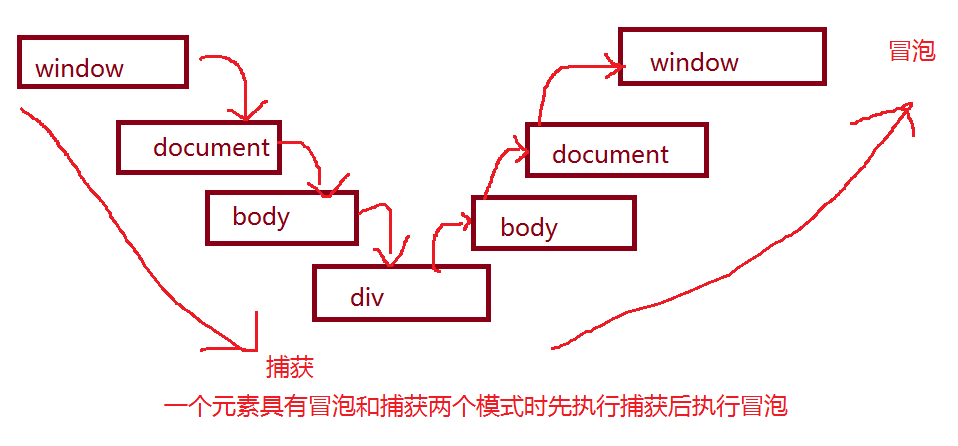 window
document
body
div
body
document
window
捕获
冒泡
一个元素具有冒泡和捕获两个模式时先执行捕获后执行冒泡